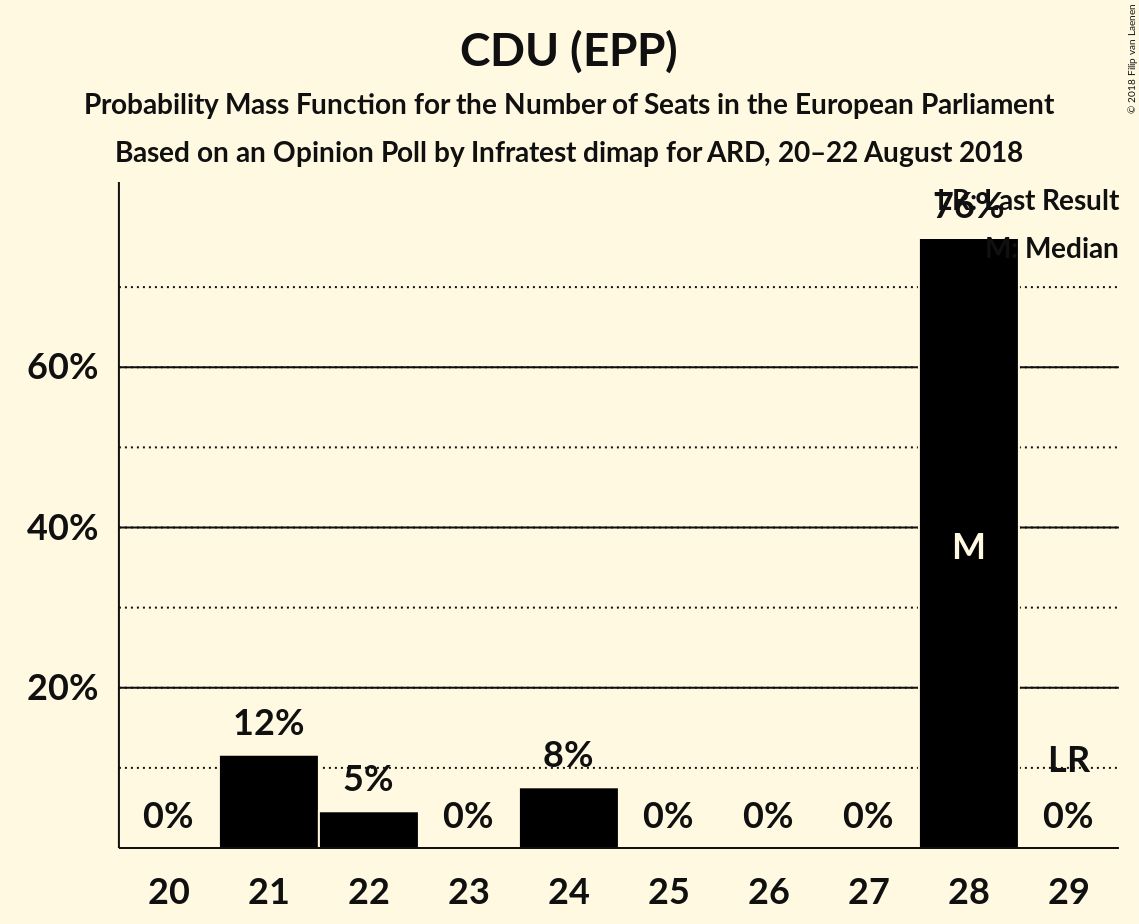 CDU (EPP)
Probability Mass Function for the Number of Seats in the European Parliament
Based on an Opinion Poll by Infratest dimap for ARD, 20–22 August 2018
© 2018 Filip van Laenen
LR: Last Result
M: Median
76%
60%
40%
20%
M
12%
5%
8%
LR
0%
0%
0%
0%
0%
0%
20 21 22 23 24 25 26 27 28 29